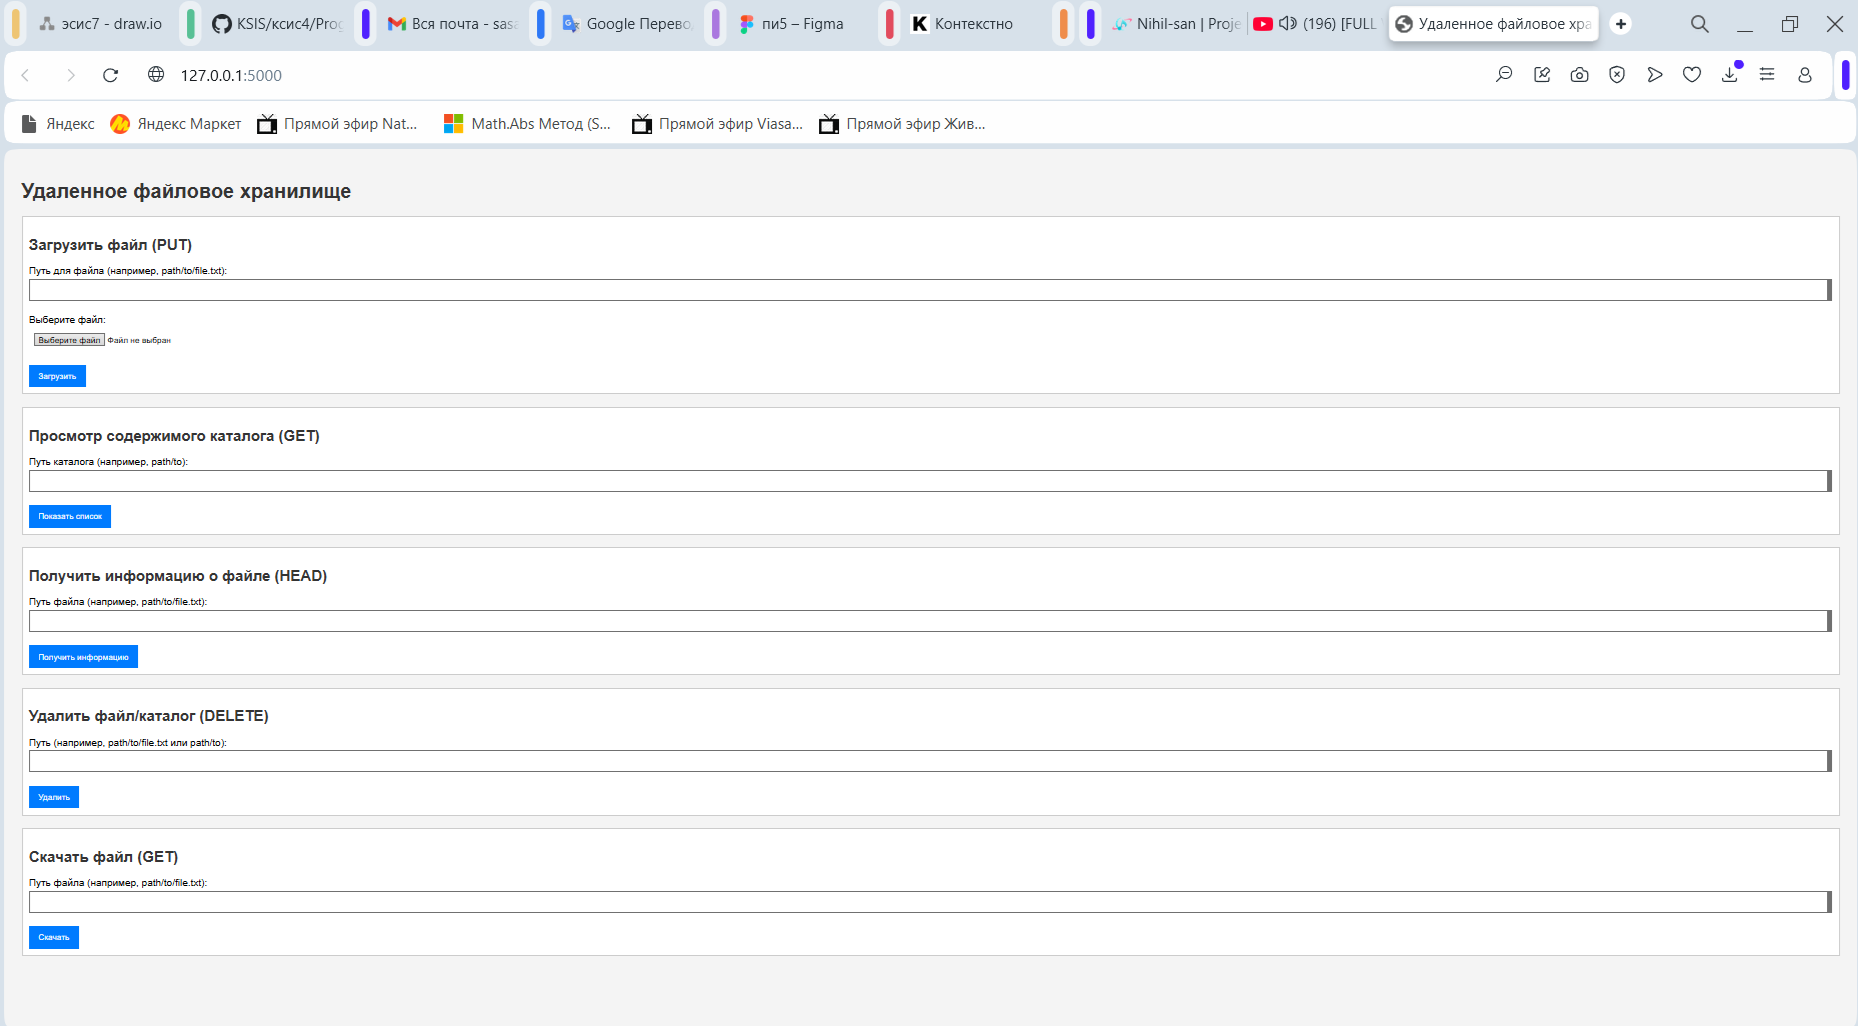 эсис7 - draw.io
KSIS/ксис4/Prog
Вся почта - sasa
Google Перевод
пи5 – Figma
Контекстно
Nihil-san | Proje
(196) [FULL
Удаленное файловое хра
127.0.0.1:5000
Яндекс
Яндекс Маркет
Прямой эфир Nat...
Math.Abs Метод (S...
Прямой эфир Viasa...
Прямой эфир Жив...
Удаленное файловое хранилище
Загрузить файл (PUT)
Путь для файла (например, path/to/file.txt):
Выберите файл:
Выберите файл Файл не выбран
Загрузить
Просмотр содержимого каталога (GET)
Путь каталога (например, path/to):
Показать список
Получить информацию о файле (HEAD)
Путь файла (например, path/to/file.txt):
Получить информацию
Удалить файл/каталог (DELETE)
Путь (например, path/to/file.txt или path/to):
Удалить
Скачать файл (GET)
Путь файла (например, path/to/file.txt):
Скачать